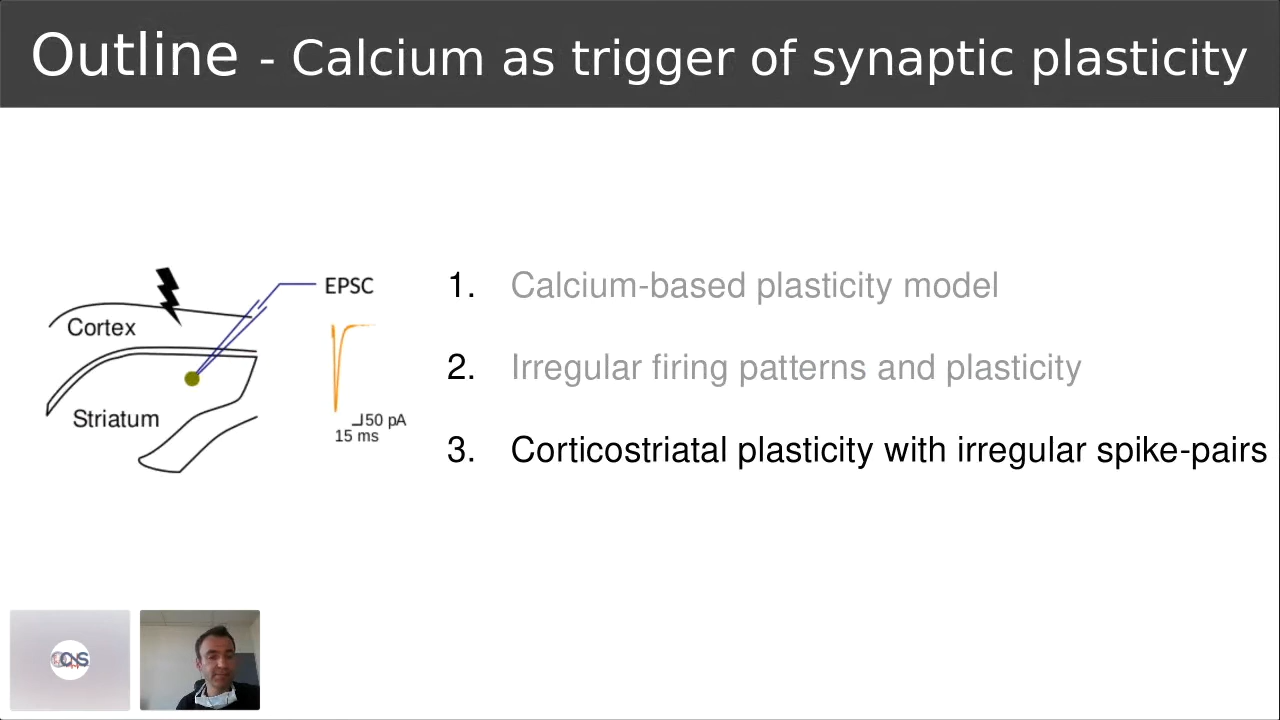 Outline - Calcium as trigger of synaptic plasticity
EPSC
Cortex
Striatum
50 pA
15 ms
1. Calcium-based plasticity model
2. Irregular firing patterns and plasticity
3. Corticostriatal plasticity with irregular spike-pairs